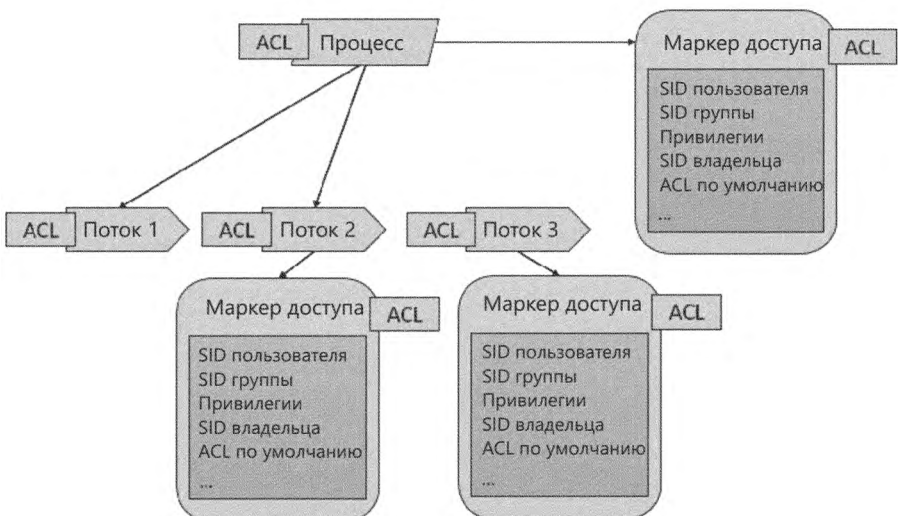 ACL
Процесс
Маркер доступа
ACL
SID пользователя
SID группы
Привилегии
SID владельца
ACL по умолчанию
...
ACL
Поток 1
ACL
Поток 2
ACL
Поток 3
Маркер доступа
ACL
SID пользователя
SID группы
Привилегии
SID владельца
ACL по умолчанию
...
Маркер доступа
ACL
SID пользователя
SID группы
Привилегии
SID владельца
ACL по умолчанию
...